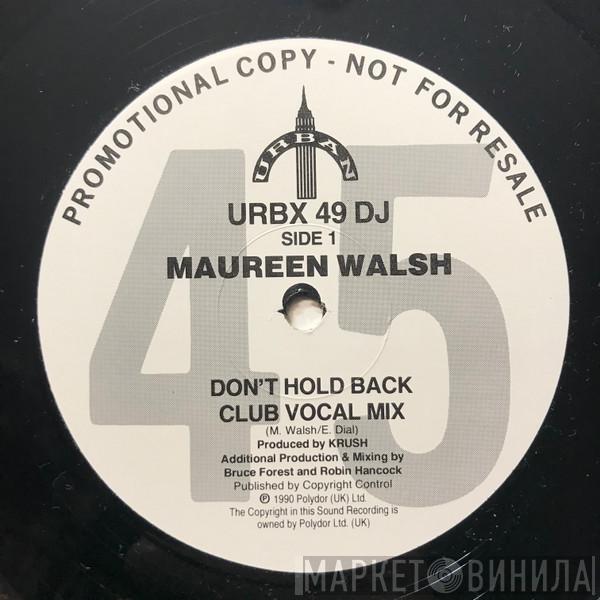 PROMOTIONAL COPY - NOT FOR RESALE
URBAN
45
URBX 49 DJ
SIDE 1
MAUREEN WALSH
DON'T HOLD BACK
CLUB VOCAL MIX
(M. Walsh/E. Dial)
Produced by KRUSH
Additional Production & Mixing by
Bruce Forest and Robin Hancock
Published by Copyright Control
℗ 1990 Polydor (UK) Ltd.
The Copyright in this Sound Recording is
owned by Polydor Ltd. (UK)
МАРКЕТ ВИНИЛА